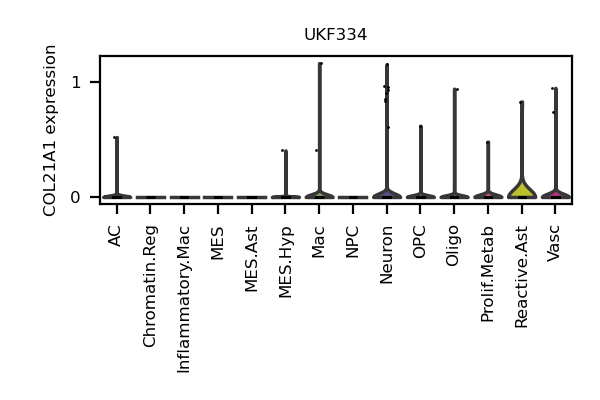 UKF334
COL21A1 expression
1
0
AC
Chromatin.Reg
Inflammatory.Mac
MES
MES.Ast
MES.Hyp
Mac
NPC
Neuron
OPC
Oligo
Prolif.Metab
Reactive.Ast
Vasc